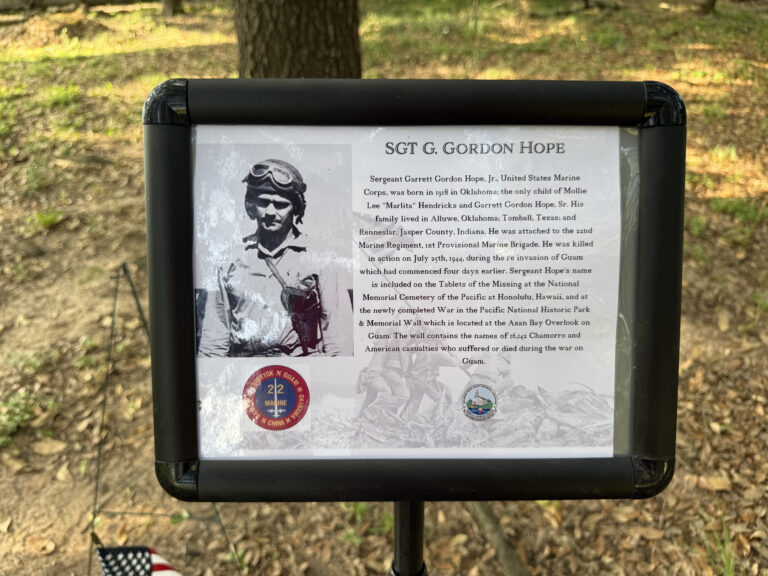 SGT G. GORDON HOPE
Sergeant Garrett Gordon Hope, Jr., United States Marine
Corps, was born in 1918 in Oklahoma; the only child of Mollie
Lee "Marlita" Hendricks and Garrett Gordon Hope, Sr. His
family lived in Alluwe, Oklahoma; Tomball, Texas; and
Rennselar, Jasper County, Indiana. He was attached to the 22nd
Marine Regiment, 1st Provisional Marine Brigade. He was killed
in action on July 25th, 1944, during the re invasion of Guam
which had commenced four days earlier. Sergeant Hope's name
is included on the Tablets of the Missing at the National
Memorial Cemetery of the Pacific at Honolulu, Hawaii, and at
the newly completed War in the Pacific National Historic Park
& Memorial Wall which is located at the Asan Bay Overlook on
Guam. The wall contains the names of 16,142 Chamorro and
American casualties who suffered or died during the war on
Guam.
GUAM
OKINAWA
CHINA
22
MARINE